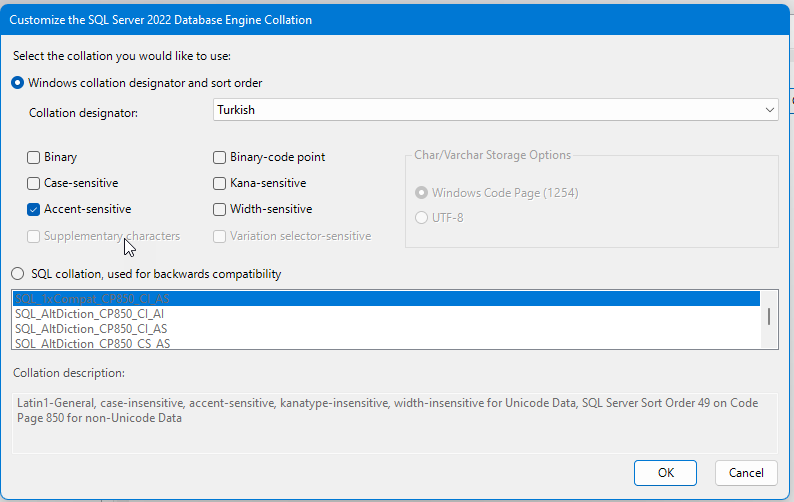 Customize the SQL Server 2022 Database Engine Collation
Select the collation you would like to use:
Windows collation designator and sort order
Collation designator:
Turkish
Binary
Binary-code point
Char/Varchar Storage Options
Case-sensitive
Kana-sensitive
Windows Code Page (1254)
Accent-sensitive
Width-sensitive
UTF-8
Supplementary characters
Variation selector-sensitive
SQL collation, used for backwards compatibility
SQL_1xCompat_CP850_CI_AS
SQL_AltDiction_CP850_CI_AI
SQL_AltDiction_CP850_CI_AS
SQL_AltDiction_CP850_CS_AS
Collation description:
Latin1-General, case-insensitive, accent-sensitive, kanatype-insensitive, width-insensitive for Unicode Data, SQL Server Sort Order 49 on Code
Page 850 for non-Unicode Data
OK
Cancel